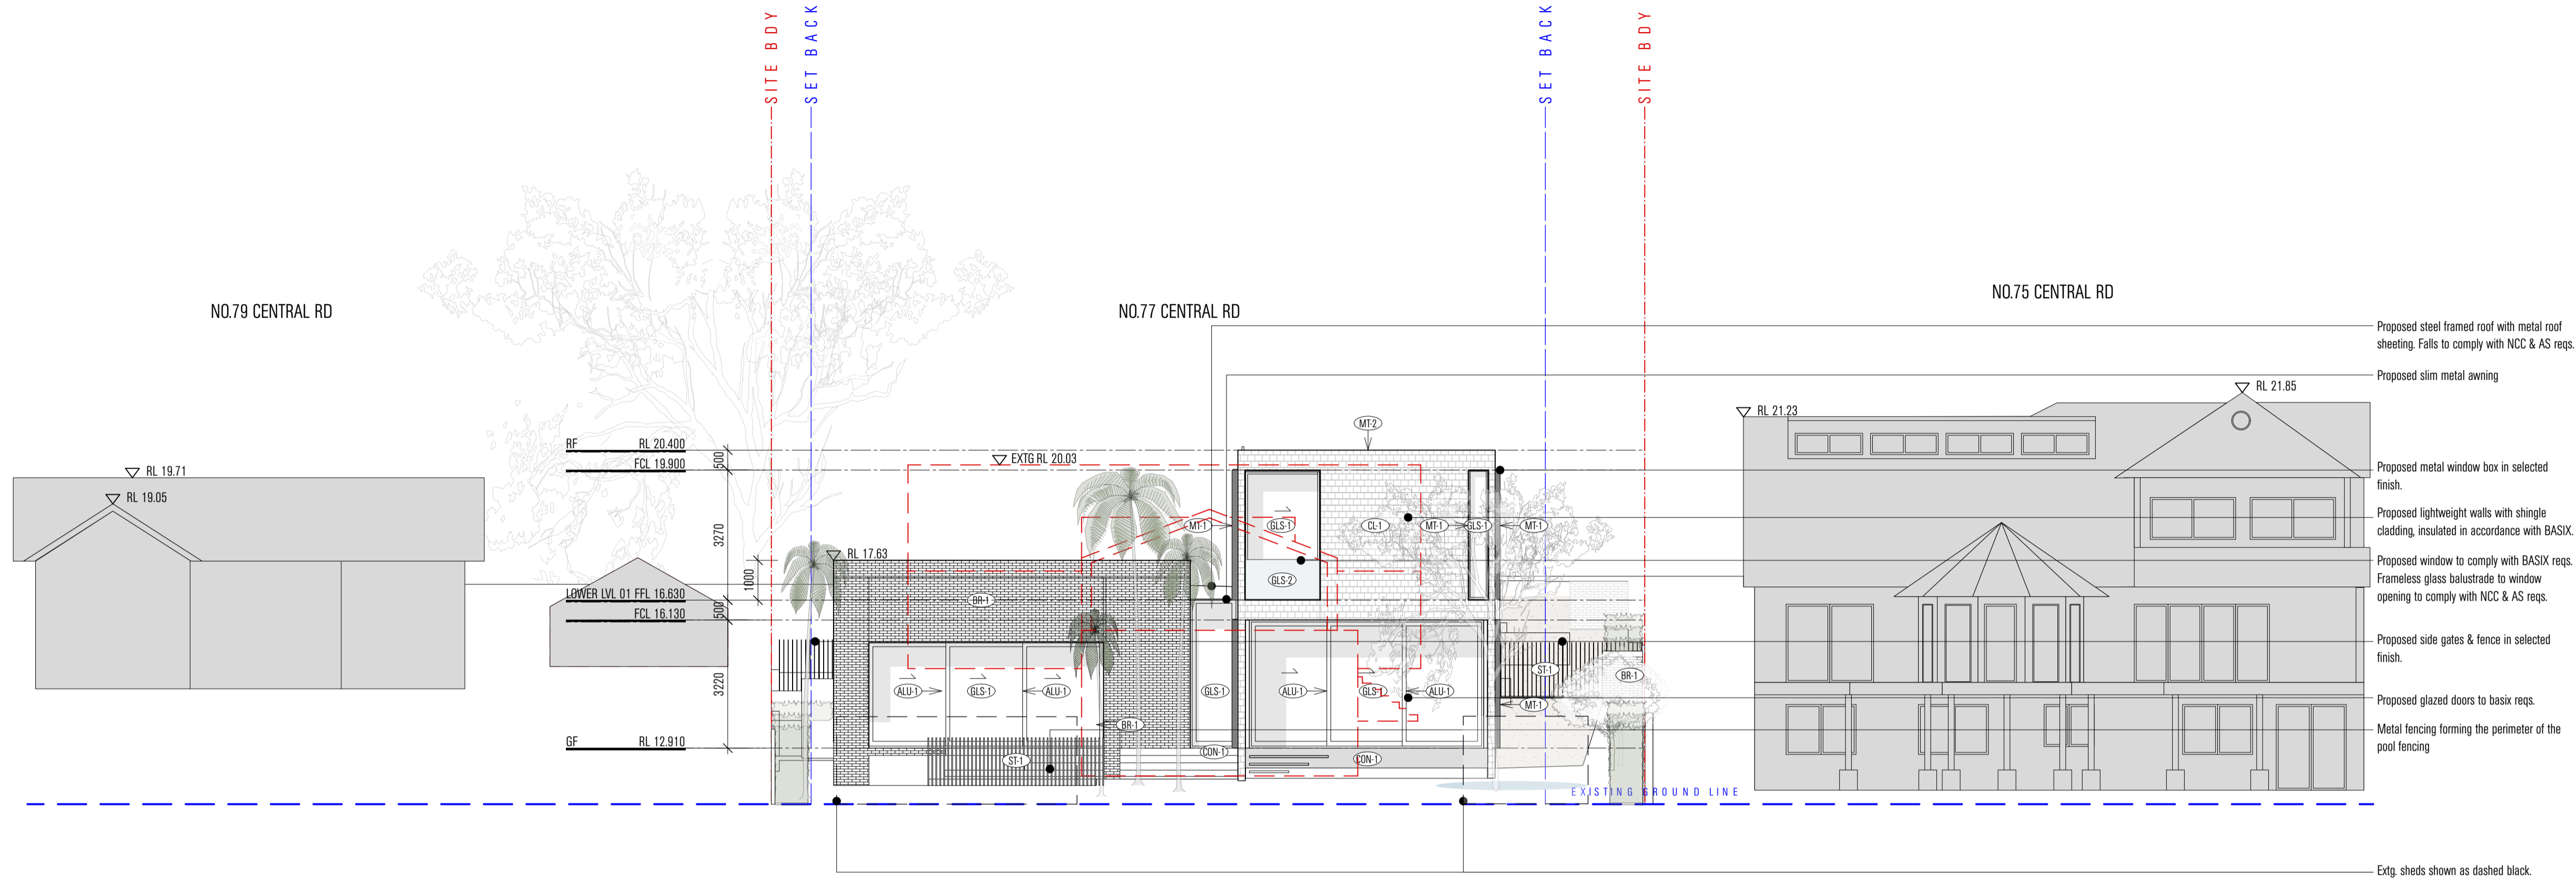 SITE BDY
SET BACK
SET BACK
SITE BDY
NO.79 CENTRAL RD
NO.77 CENTRAL RD
NO.75 CENTRAL RD
Proposed steel framed roof with metal roof
sheeting. Falls to comply with NCC & AS reqs.
Proposed slim metal awning
RL 21.85
RL 21.23
MT-2
RF RL 20.400
500
FCL 19.900
EXTG RL 20.03
RL 19.71
RL 19.05
Proposed metal window box in selected
finish.
Proposed lightweight walls with shingle
cladding, insulated in accordance with BASIX.
3270
MT-1
GLS-1
CL-1
MT-1
GLS-1
MT-1
RL 17.63
Proposed window to comply with BASIX reqs.
Frameless glass balustrade to window
opening to comply with NCC & AS reqs.
1000
GLS-2
LOWER LVL 01 FFL 16.630
BR-1
500
FCL 16.130
Proposed side gates & fence in selected
finish.
3220
ST-1
BR-1
ALU-1
GLS-1
ALU-1
GLS-1
ALU-1
GLS-1
ALU-1
MT-1
Proposed glazed doors to basix reqs.
BR-1
Metal fencing forming the perimeter of the
pool fencing
GF RL 12.910
CON-1
CON-1
ST-1
EXISTING GROUND LINE
Extg. sheds shown as dashed black.